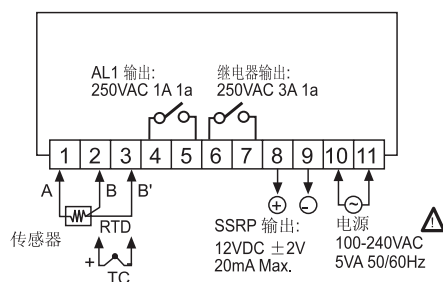 AL1 输出:
250VAC 1A 1a
继电器输出:
250VAC 3A 1a
1 2 3 4 5 6 7 8 9 10 11
A B B'
+ -
传感器
RTD
+ TC
SSRP 输出:
12VDC ±2V
20mA Max.
电源
100-240VAC
5VA 50/60Hz